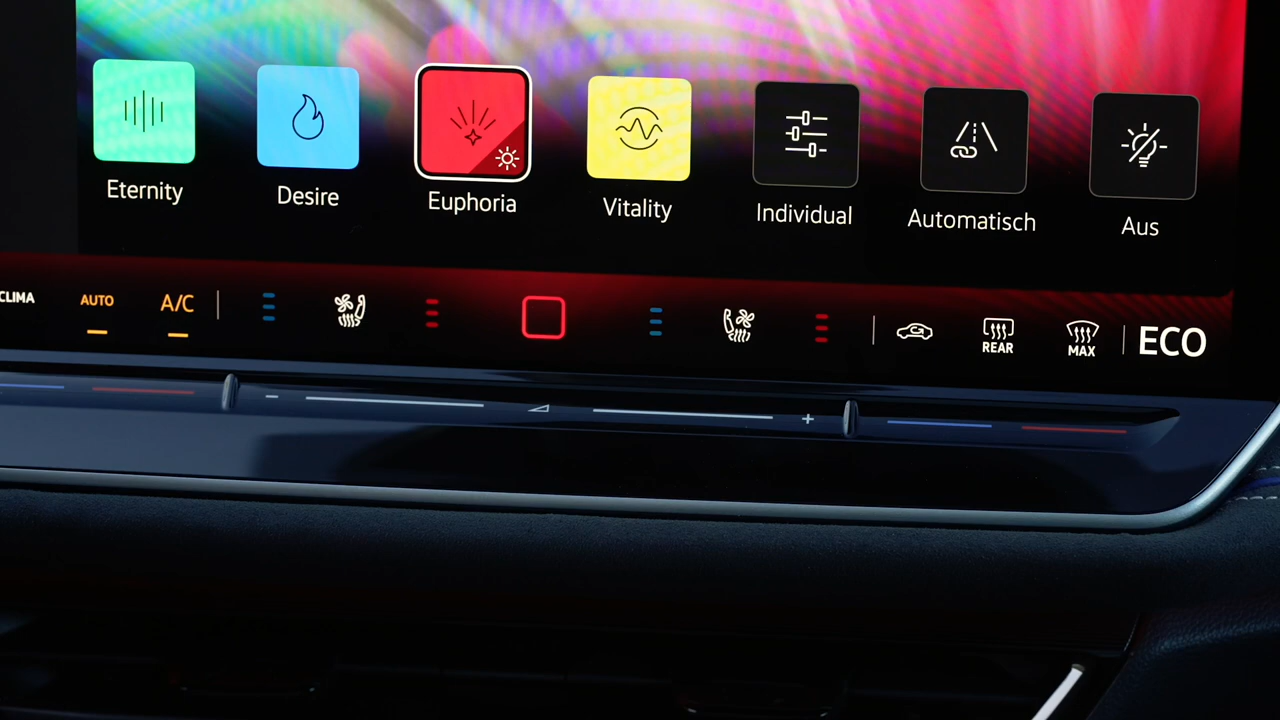 Eternity
Desire
Euphoria
Vitality
Individual
Automatisch
Aus
CLIMA
AUTO
A/C
REAR
MAX
ECO